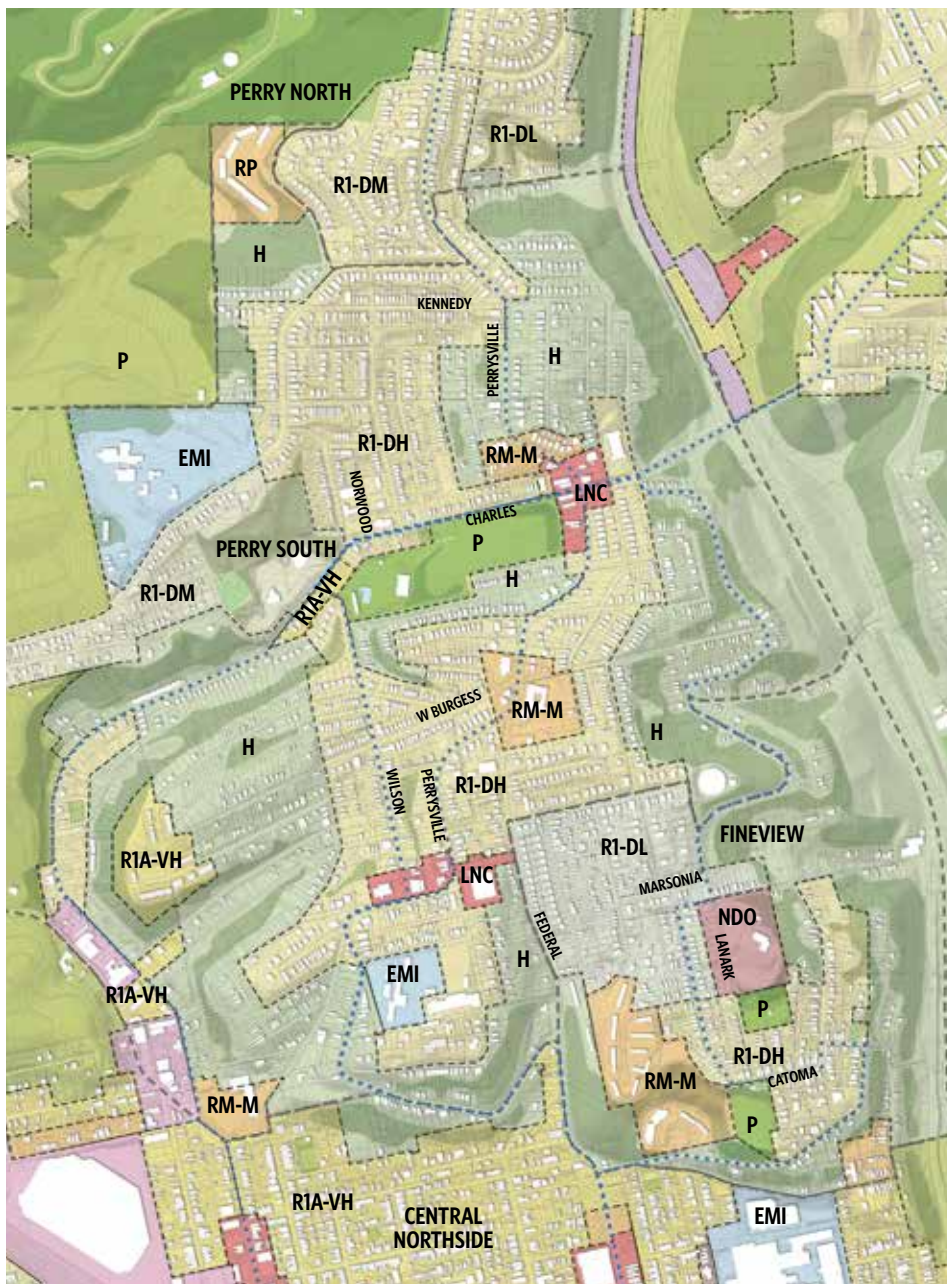 PERRY NORTH
R1-DL
RP
R1-DM
H
KENNEDY
PERRYSVILLE
H
P
R1-DH
RM-M
EMI
NORWOOD
LNC
CHARLES
P
PERRY SOUTH
H
R1-DM
R1A-VH
W BURGESS
RM-M
H
H
WILSON
PERRYSVILLE
R1-DH
R1-DL
FINEVIEW
R1A-VH
LNC
MARSONIA
NDO
LANARK
FEDERAL
H
EMI
R1A-VH
P
R1-DH
CATOMA
RM-M
RM-M
P
R1A-VH
CENTRAL
NORTHSIDE
EMI